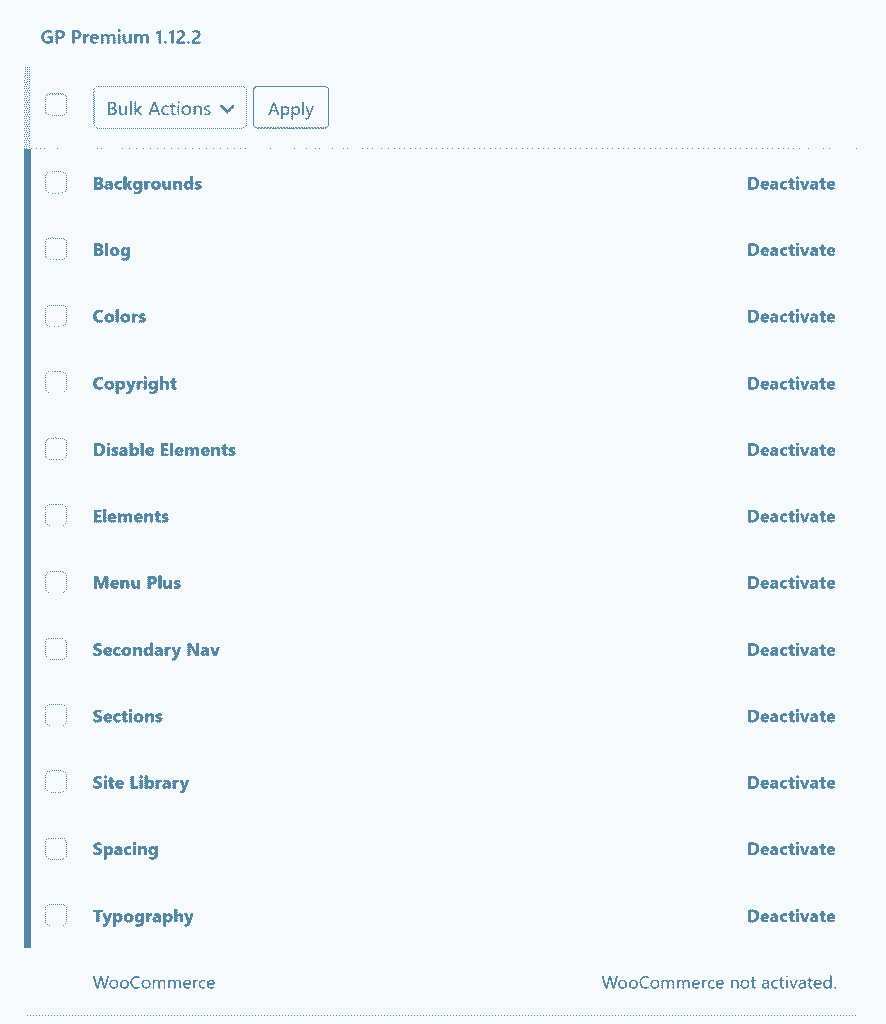 GP Premium 1.12.2
Bulk Actions Apply
Backgrounds Deactivate
Blog Deactivate
Colors Deactivate
Copyright Deactivate
Disable Elements Deactivate
Elements Deactivate
Menu Plus Deactivate
Secondary Nav Deactivate
Sections Deactivate
Site Library Deactivate
Spacing Deactivate
Typography Deactivate
WooCommerce WooCommerce not activated.